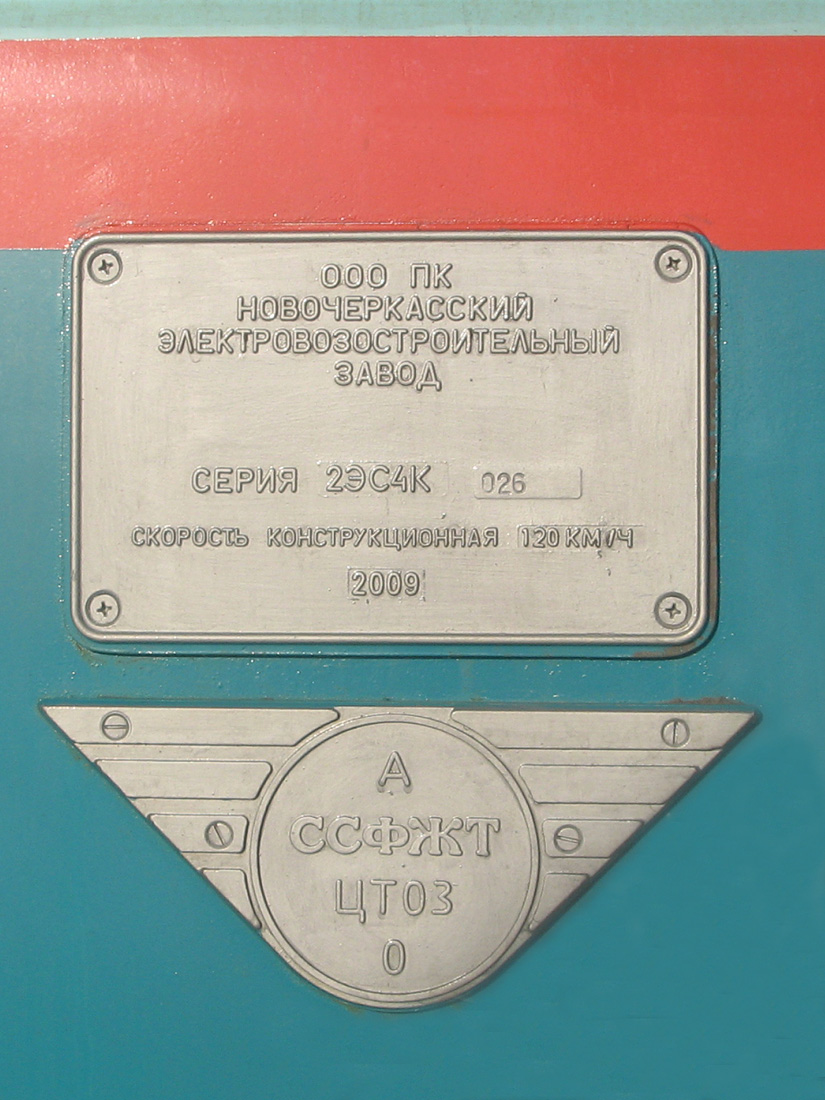 ООО ПК
НОВОЧЕРКАССКИЙ
ЭЛЕКТРОВОЗОСТРОИТЕЛЬНЫЙ
ЗАВОД
СЕРИЯ 2ЭС4К 026
СКОРОСТЬ КОНСТРУКЦИОННАЯ 120 КМ/Ч
2009
А
ССФЖТ
ЦТ03
0